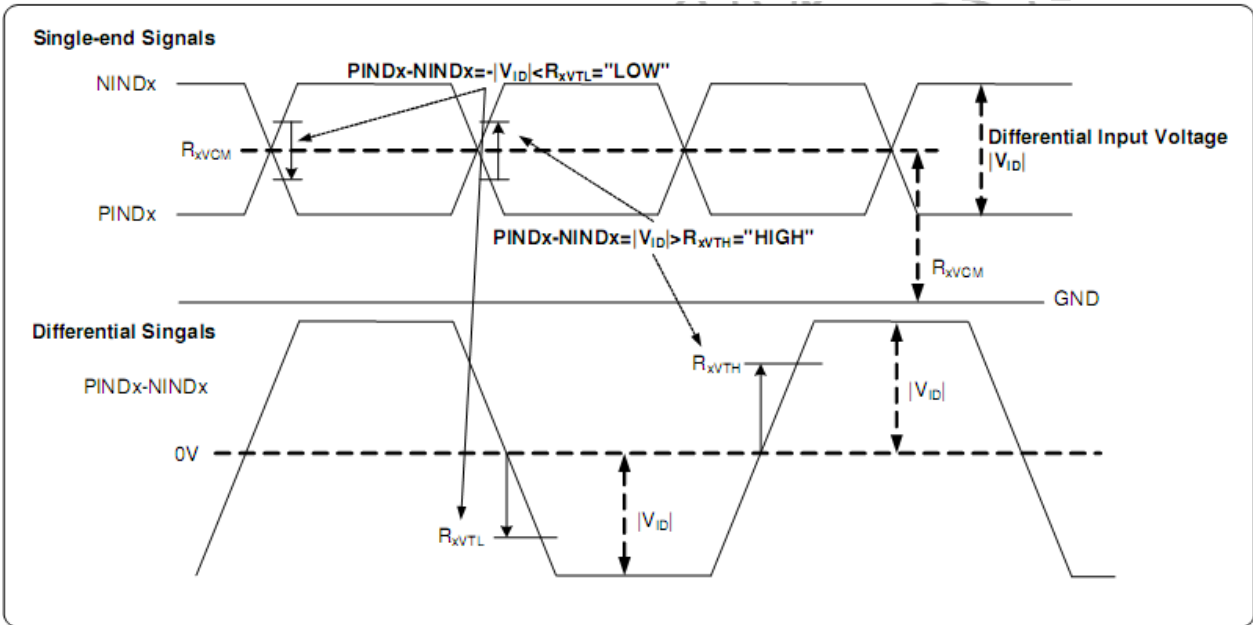 Single-end Signals
PINDx-NINDx=-|VID|<RxVTL="LOW"
NINDx
RxVCM
Differential Input Voltage
|VID|
PINDx
PINDx-NINDx=|VID|>RxVTH="HIGH"
RxVCM
GND
Differential Singals
RxVTH
PINDx-NINDx
|VID|
0V
|VID|
RxVTL